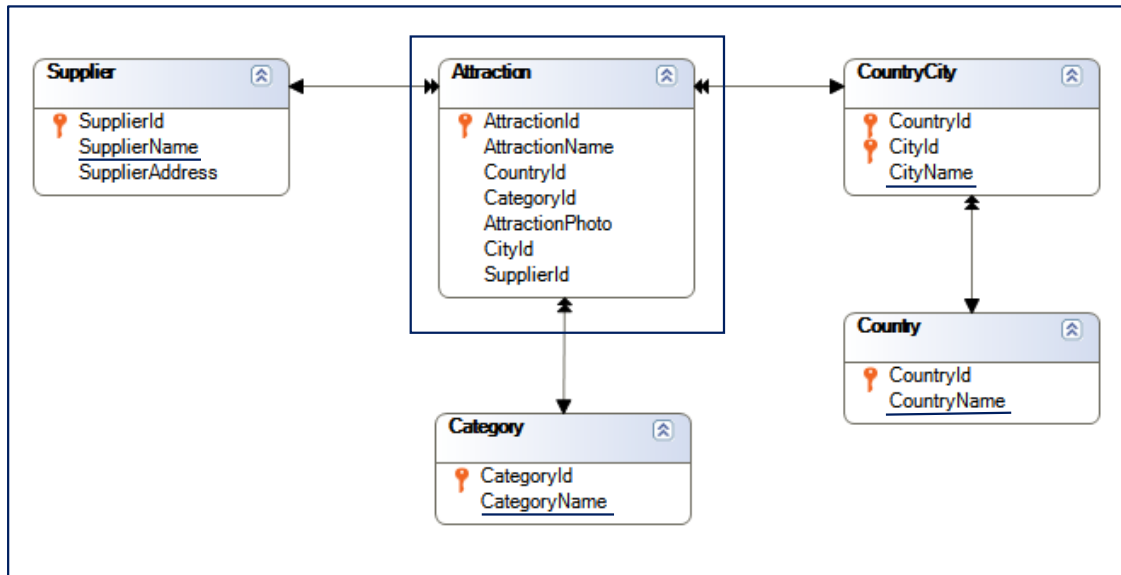 Supplier
SupplierId
SupplierName
SupplierAddress
Attraction
AttractionId
AttractionName
CountryId
CategoryId
AttractionPhoto
CityId
SupplierId
CountryCity
CountryId
CityId
CityName
Country
CountryId
CountryName
Category
CategoryId
CategoryName